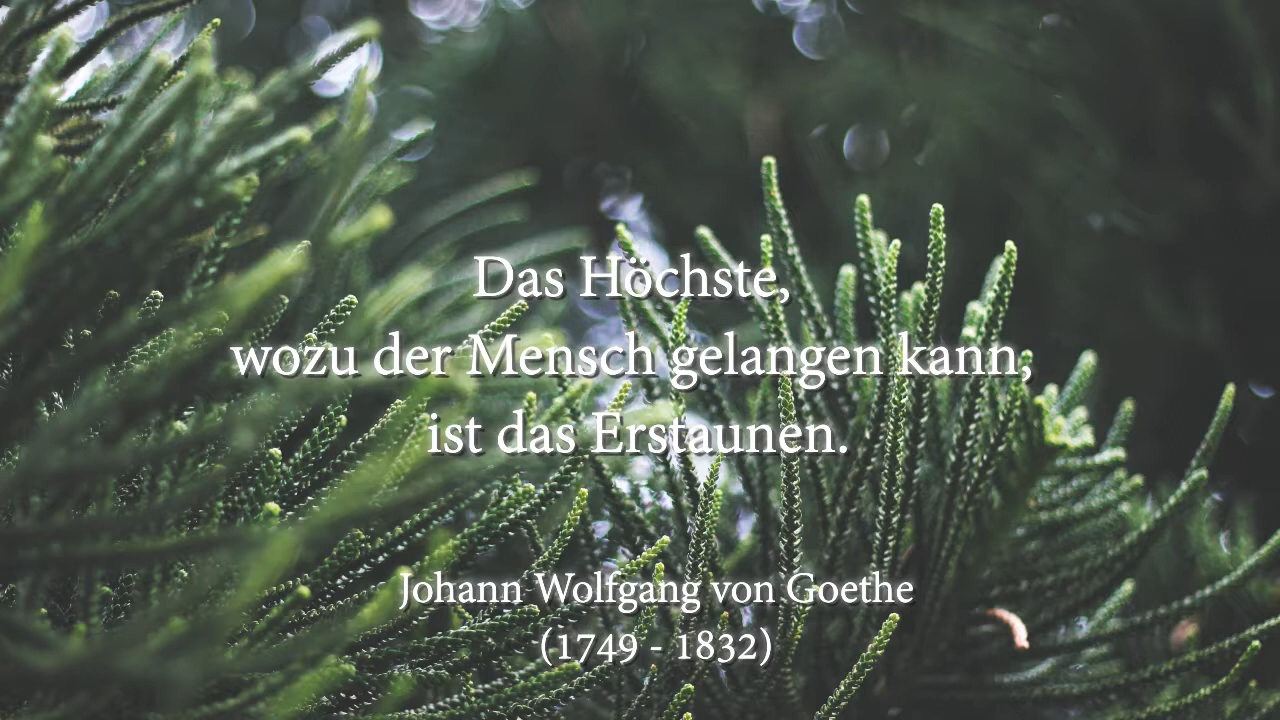 Das Höchste,
wozu der Mensch gelangen kann,
ist das Erstaunen.
Johann Wolfgang von Goethe
(1749 - 1832)